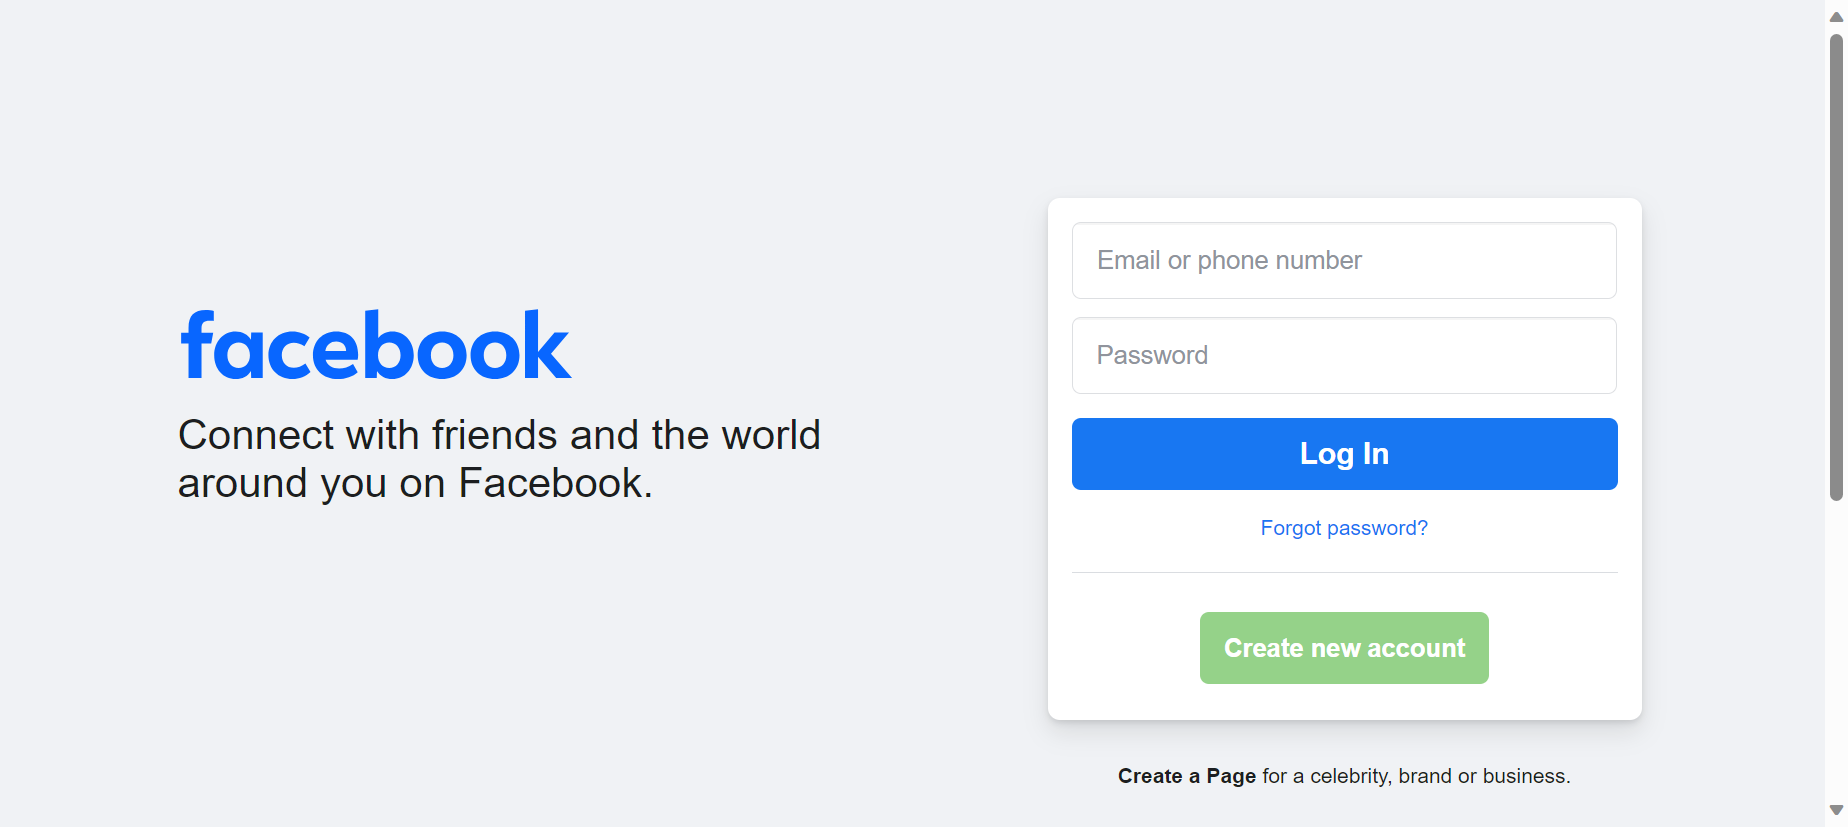 facebook
Connect with friends and the world
around you on Facebook.
Email or phone number
Password
Log In
Forgot password?
Create new account
Create a Page for a celebrity, brand or business.